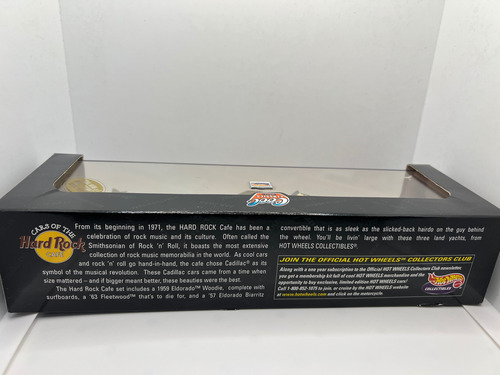 CARS OF THE
Hard Rock
CAFE
From its beginning in 1971, the HARD ROCK Cafe has been a
celebration of rock music and its culture. Often called the
Smithsonian of Rock 'n' Roll, it boasts the most extensive
collection of rock music memorabilia in the world. As cool cars
and rock 'n' roll go hand-in-hand, the cafe chose Cadillac® as its
symbol of the musical revolution. These Cadillac cars came from a time when
size mattered – and if bigger meant better, these beauties were the best.
The Hard Rock Cafe set includes a 1959 Eldorado™ Woodie, complete with
surfboards, a '63 Fleetwood™ that's to die for, and a '57 Eldorado Biarritz
convertible that is as sleek as the slicked-back hairdo on the guy behind
the wheel. You'll be livin' large with these three land yachts, from
HOT WHEELS COLLECTIBLES!
JOIN THE OFFICIAL HOT WHEELS™ COLLECTORS CLUB
Along with a one year subscription to the Official HOT WHEELS Collectors Club newsletter,
you get a membership kit full of cool HOT WHEELS merchandise and the
opportunity to buy exclusive, limited edition HOT WHEELS cars!
Call 1-800-852-1075 to join, or cruise by the HOT WHEELS website
at www.hotwheels.com and click on the motorcycle.
Hot Wheels
COLLECTIBLES